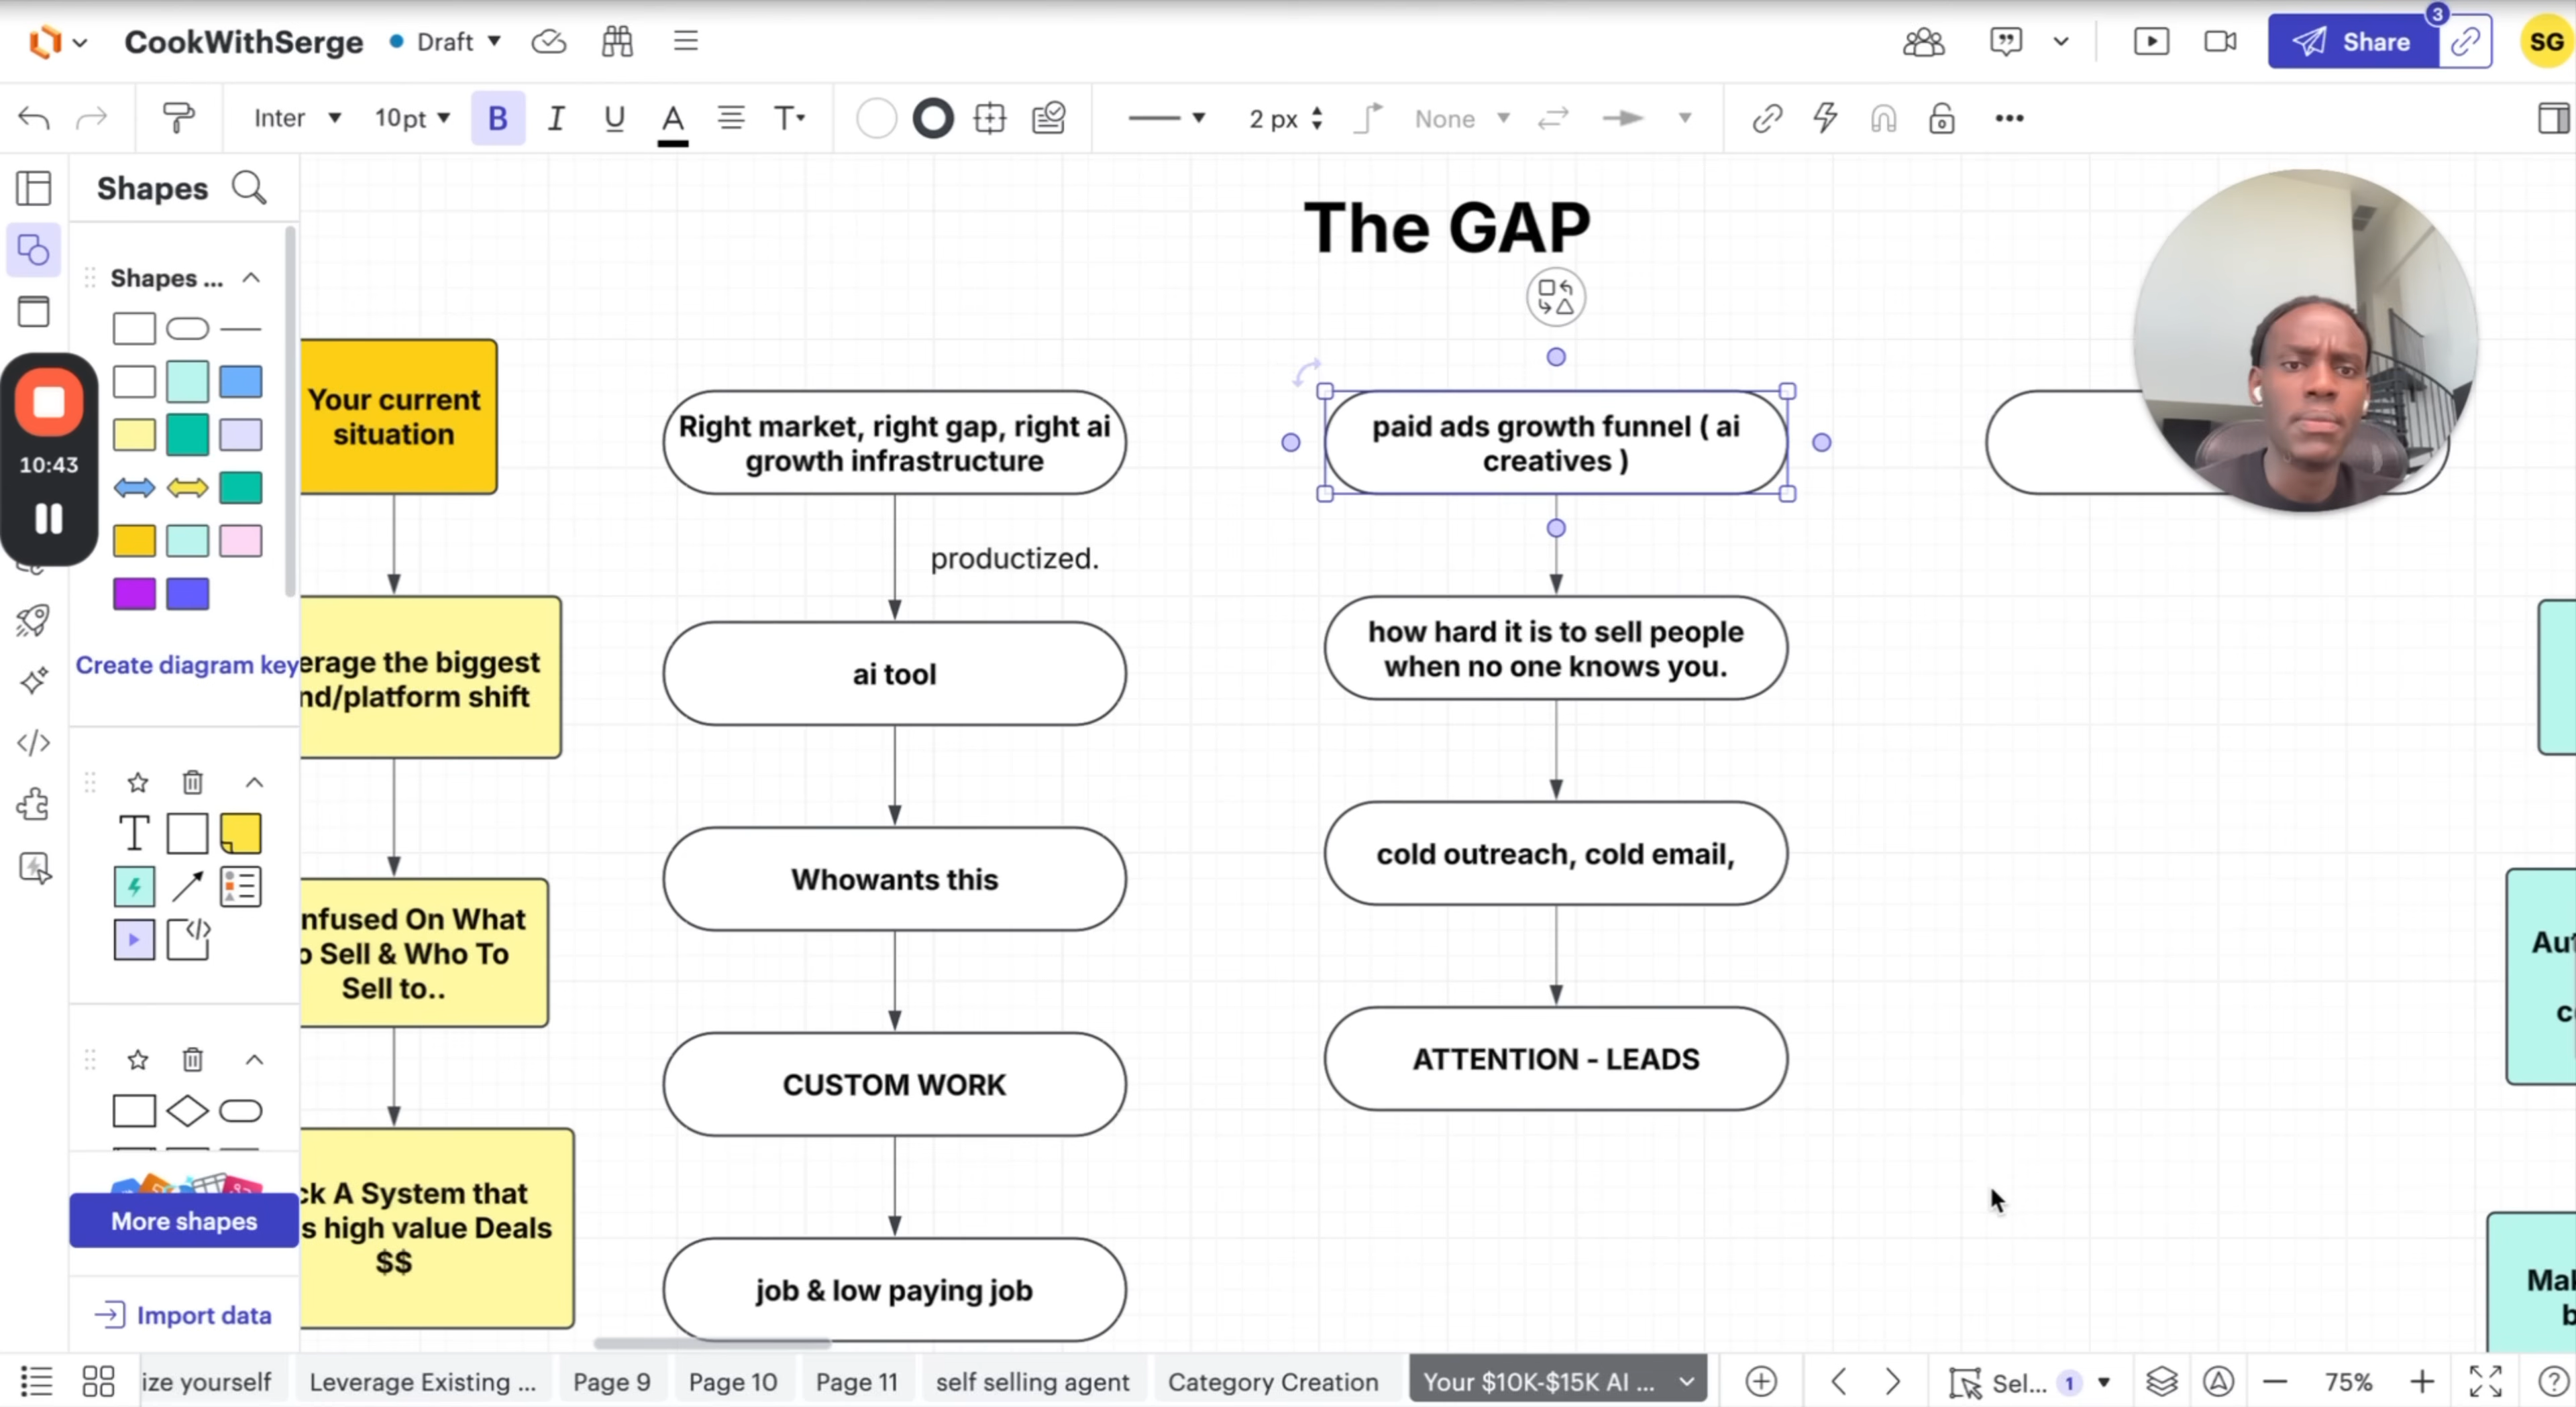 CookWithSerge
Draft
3
Share
SG
Inter
10pt
B
I
U
A
T
2 px
None
Shapes
Shapes ...
10:43
Create diagram key
More shapes
Import data
The GAP
Your current
situation
erage the biggest
nd/platform shift
nfused On What
o Sell & Who To
Sell to..
ck A System that
s high value Deals
$$
Right market, right gap, right ai
growth infrastructure
productized.
ai tool
Whowants this
CUSTOM WORK
job & low paying job
paid ads growth funnel ( ai
creatives )
how hard it is to sell people
when no one knows you.
cold outreach, cold email,
ATTENTION - LEADS
Aut
c
Mal
b
ize yourself
Leverage Existing ...
Page 9
Page 10
Page 11
self selling agent
Category Creation
Your $10K-$15K AI ...
Sel...
1
75%